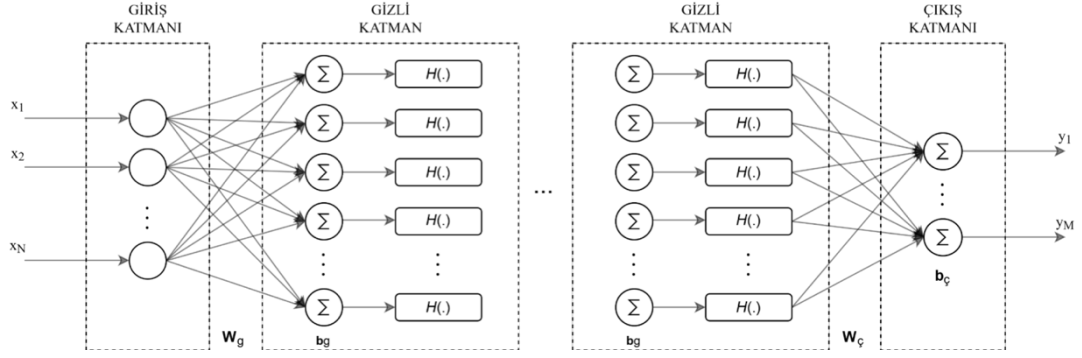 GİRİŞ
KATMANI
GİZLİ
KATMAN
GİZLİ
KATMAN
ÇIKIŞ
KATMANI
x1
x2
xN
Σ
Σ
Σ
Σ
Σ
H(.)
H(.)
H(.)
H(.)
H(.)
...
Σ
Σ
Σ
Σ
Σ
H(.)
H(.)
H(.)
H(.)
H(.)
Σ
Σ
y1
yM
Wg
bg
bg
Wç
bç